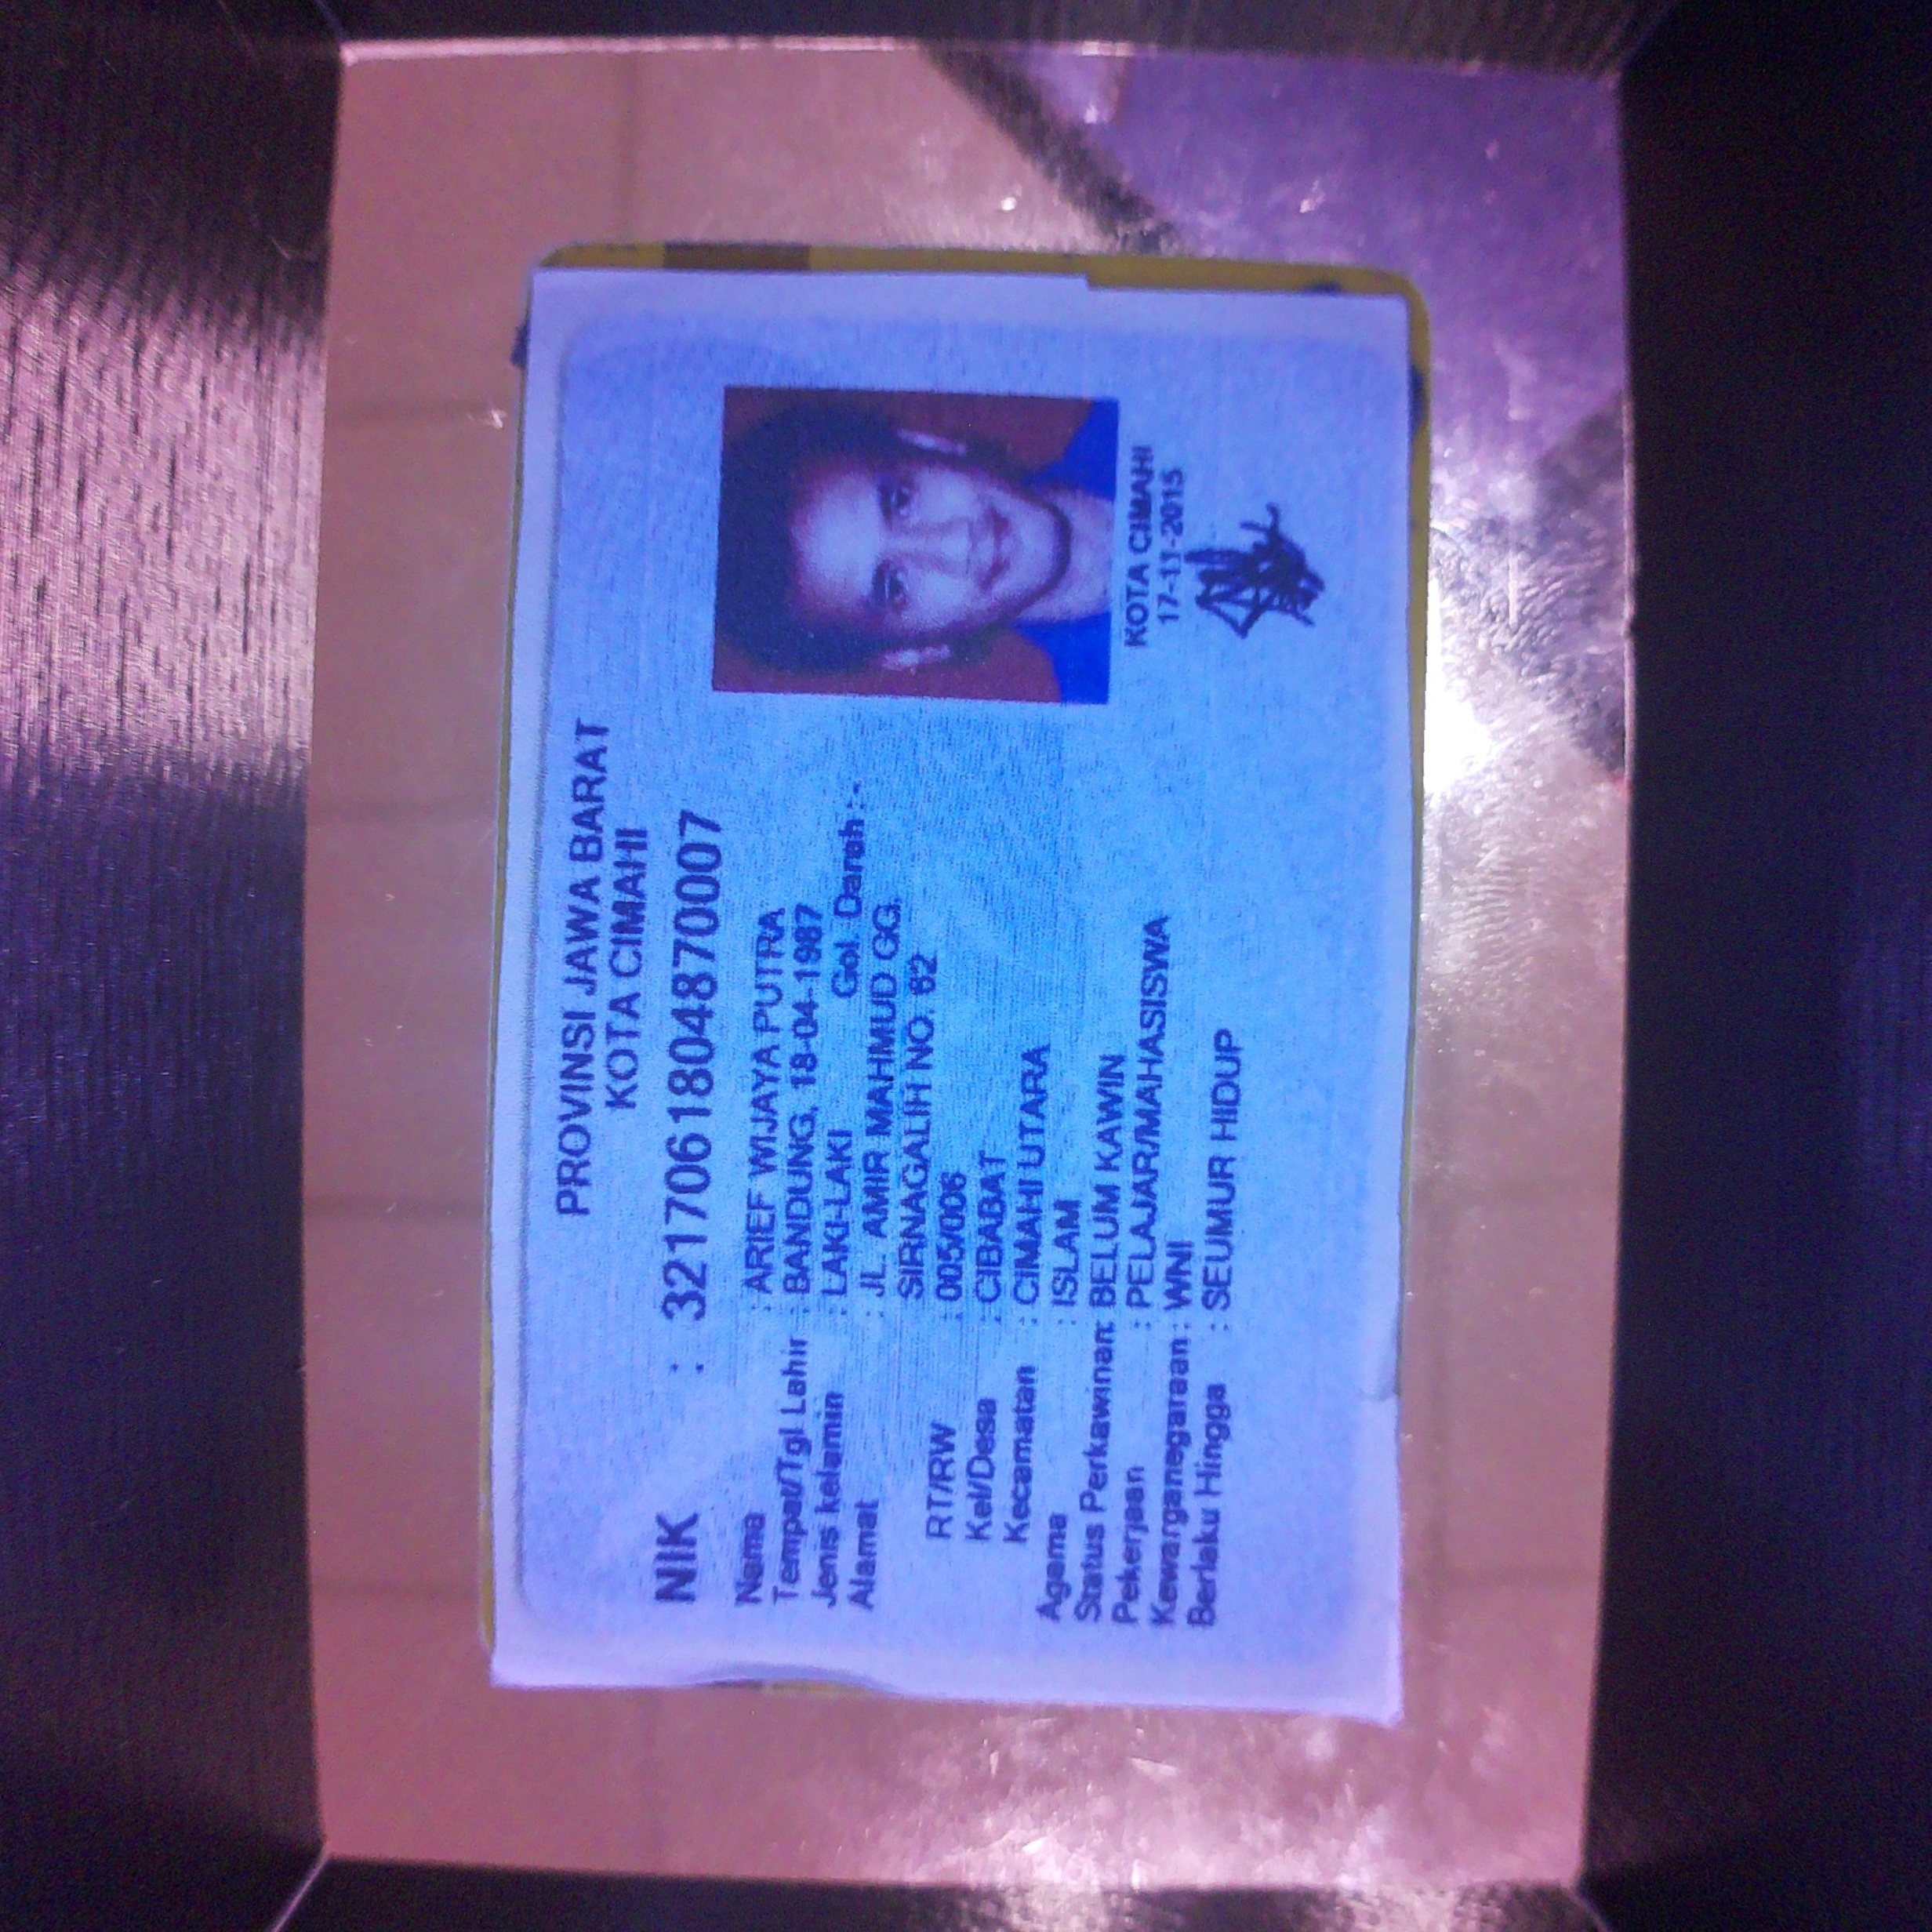 PROVINSI JAWA BARAT
KOTA CIMAHI
NIK : 3217061804870007
Nama : ARIEF WIJAYA PUTRA
Tempat/Tgl Lahir : BANDUNG, 18-04-1987
Jenis kelamin : LAKI-LAKI Gol. Darah : -
Alamat : JL. AMIR MAHMUD GG.
SIRNAGALIH NO. 62
RT/RW : 005/006
Kel/Desa : CIBABAT
Kecamatan : CIMAHI UTARA
Agama : ISLAM
Status Perkawinan: BELUM KAWIN
Pekerjaan : PELAJAR/MAHASISWA
Kewarganegaraan : WNI
Berlaku Hingga : SEUMUR HIDUP
KOTA CIMAHI
17-11-2015